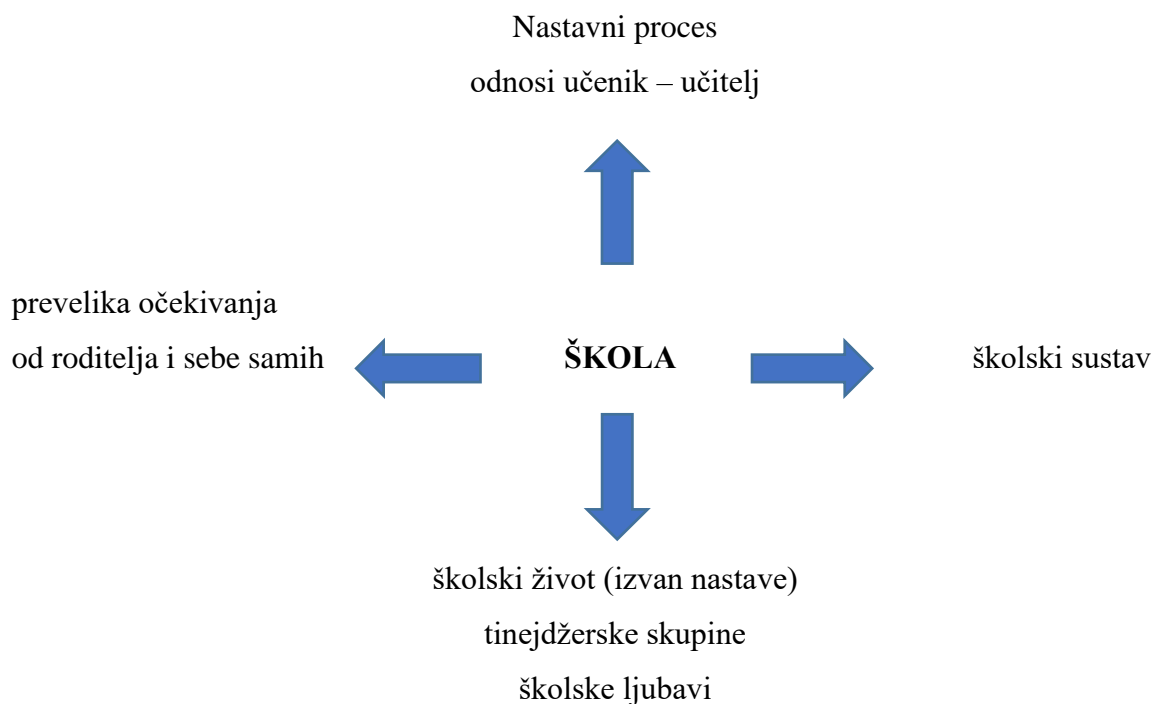 Nastavni proces
odnosi učenik – učitelj
prevelika očekivanja
od roditelja i sebe samih
ŠKOLA
školski sustav
školski život (izvan nastave)
tinejdžerske skupine
školske ljubavi